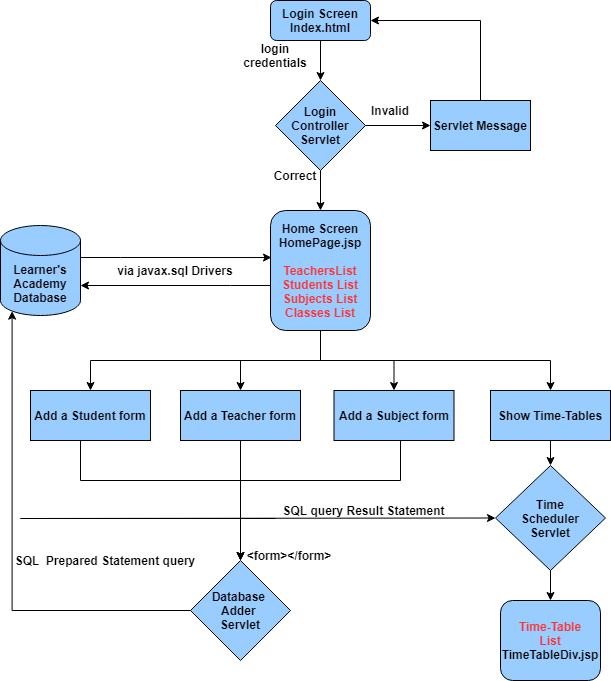 Login Screen
Index.html
login
credentials
Login
Controller
Servlet
Invalid
Servlet Message
Correct
Home Screen
HomePage.jsp
TeachersList
Students List
Subjects List
Classes List
Learner's
Academy
Database
via javax.sql Drivers
Add a Student form
Add a Teacher form
Add a Subject form
Show Time-Tables
SQL query Result Statement
Time
Scheduler
Servlet
SQL  Prepared Statement query
<form></form>
Database
Adder
Servlet
Time-Table
List
TimeTableDiv.jsp